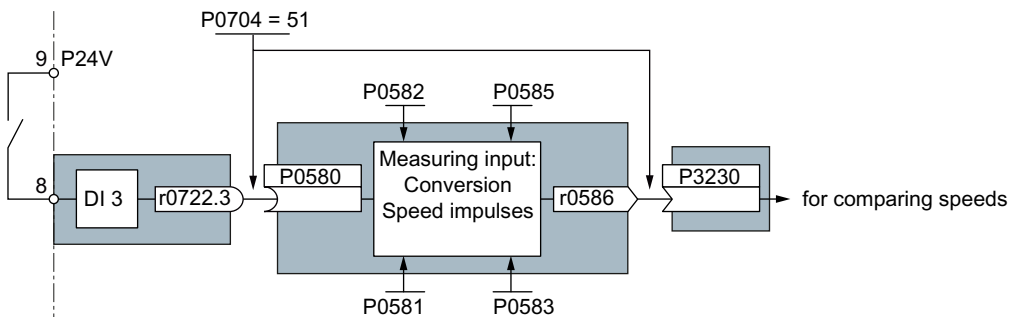 P0704 = 51
9 P24V
P0582
P0585
8
DI 3
r0722.3
P0580
Measuring input:
Conversion
Speed impulses
r0586
P3230
for comparing speeds
P0581
P0583